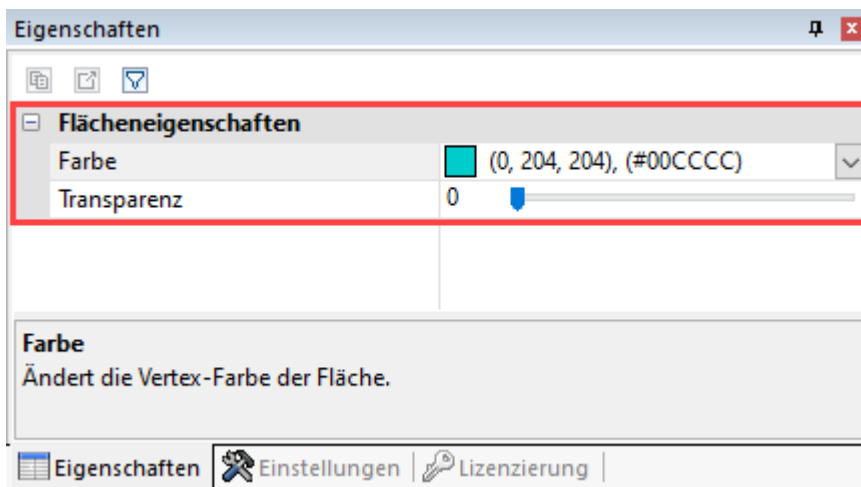 Eigenschaften
Flächeneigenschaften
Farbe (0, 204, 204), (#00CCCC)
Transparenz 0
Farbe
Ändert die Vertex-Farbe der Fläche.
Eigenschaften Einstellungen Lizenzierung